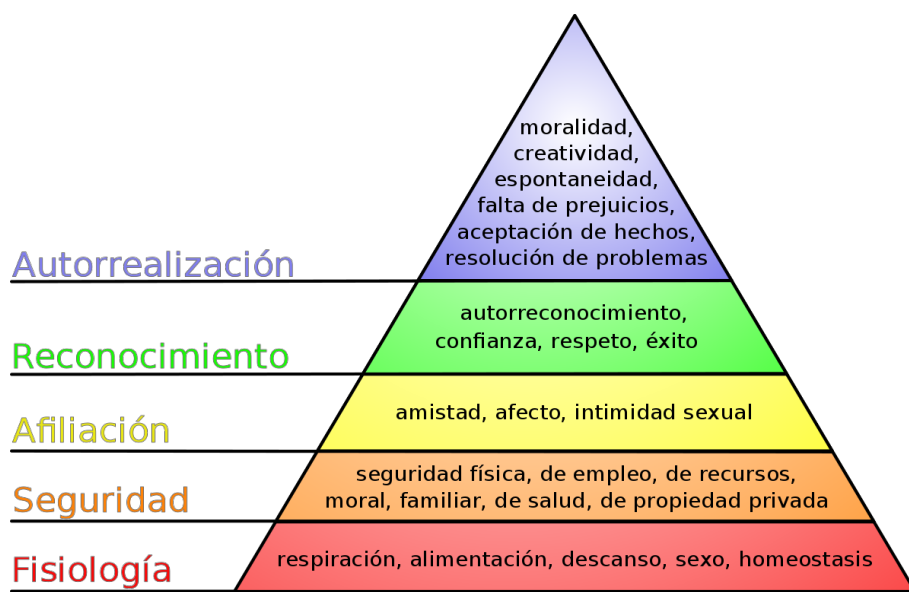 moralidad,
creatividad,
espontaneidad,
falta de prejuicios,
aceptación de hechos,
resolución de problemas
Autorrealización
autorreconocimiento,
confianza, respeto, éxito
Reconocimiento
amistad, afecto, intimidad sexual
Afiliación
seguridad física, de empleo, de recursos,
moral, familiar, de salud, de propiedad privada
Seguridad
respiración, alimentación, descanso, sexo, homeostasis
Fisiología